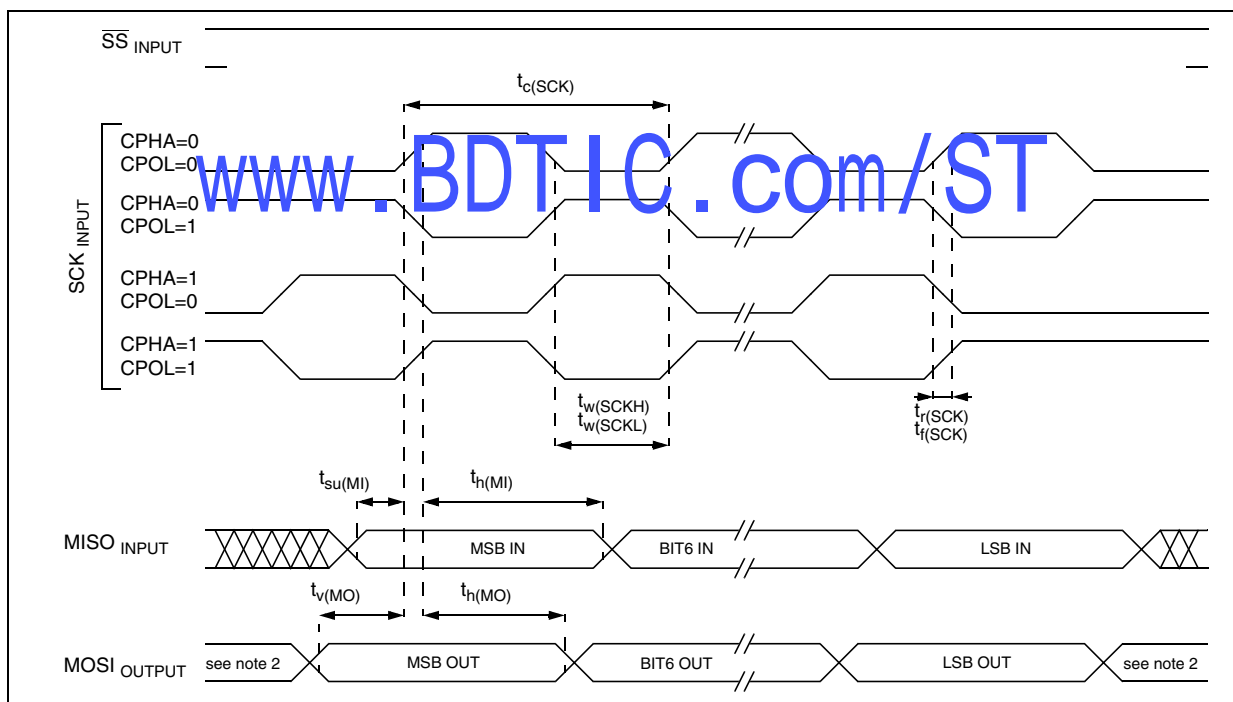 SS INPUT
tc(SCK)
SCK INPUT
CPHA=0
CPOL=0
CPHA=0
CPOL=1
www.BDTIC.com/ST
CPHA=1
CPOL=0
CPHA=1
CPOL=1
tw(SCKH)
tw(SCKL)
tr(SCK)
tf(SCK)
tsu(MI)
th(MI)
MISO INPUT
MSB IN
BIT6 IN
LSB IN
tv(MO)
th(MO)
MOSI OUTPUT
see note 2
MSB OUT
BIT6 OUT
LSB OUT
see note 2